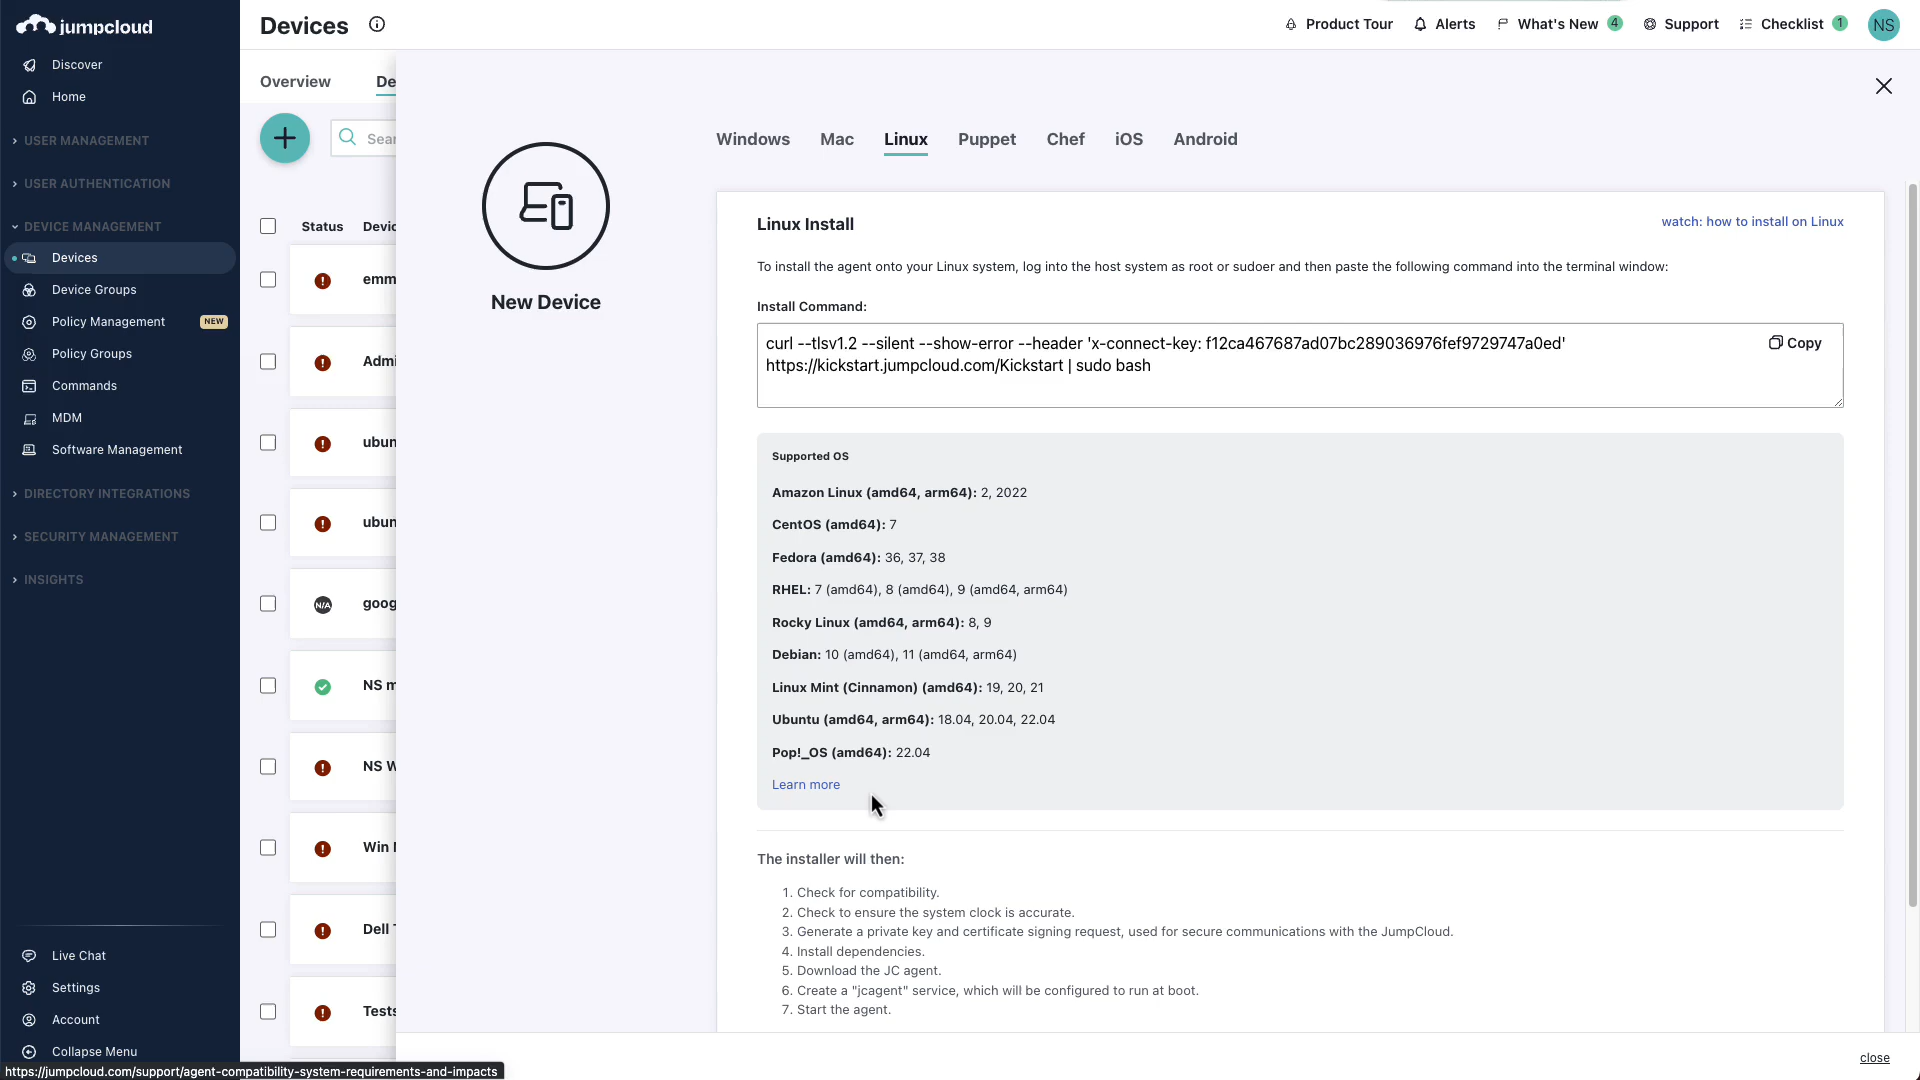 jumpcloud
Discover
Home
USER MANAGEMENT
USER AUTHENTICATION
DEVICE MANAGEMENT
Devices
Device Groups
Policy Management NEW
Policy Groups
Commands
MDM
Software Management
DIRECTORY INTEGRATIONS
SECURITY MANAGEMENT
INSIGHTS
Live Chat
Settings
Account
Collapse Menu
https://jumpcloud.com/support/agent-compatibility-system-requirements-and-impacts
Devices
Product Tour
Alerts
What's New 4
Support
Checklist 1
NS
Overview
De
Sear
Status
Devic
emm
Admi
ubun
ubun
N/A goog
NS m
NS W
Win
Dell
Tests
New Device
Windows Mac Linux Puppet Chef iOS Android
Linux Install
watch: how to install on Linux
To install the agent onto your Linux system, log into the host system as root or sudoer and then paste the following command into the terminal window:
Install Command:
curl --tlsv1.2 --silent --show-error --header 'x-connect-key: f12ca467687ad07bc289036976fef9729747a0ed'
https://kickstart.jumpcloud.com/Kickstart | sudo bash
Copy
Supported OS
Amazon Linux (amd64, arm64): 2, 2022
CentOS (amd64): 7
Fedora (amd64): 36, 37, 38
RHEL: 7 (amd64), 8 (amd64), 9 (amd64, arm64)
Rocky Linux (amd64, arm64): 8, 9
Debian: 10 (amd64), 11 (amd64, arm64)
Linux Mint (Cinnamon) (amd64): 19, 20, 21
Ubuntu (amd64, arm64): 18.04, 20.04, 22.04
Pop!_OS (amd64): 22.04
Learn more
The installer will then:
1. Check for compatibility.
2. Check to ensure the system clock is accurate.
3. Generate a private key and certificate signing request, used for secure communications with the JumpCloud.
4. Install dependencies.
5. Download the JC agent.
6. Create a "jcagent" service, which will be configured to run at boot.
7. Start the agent.
close